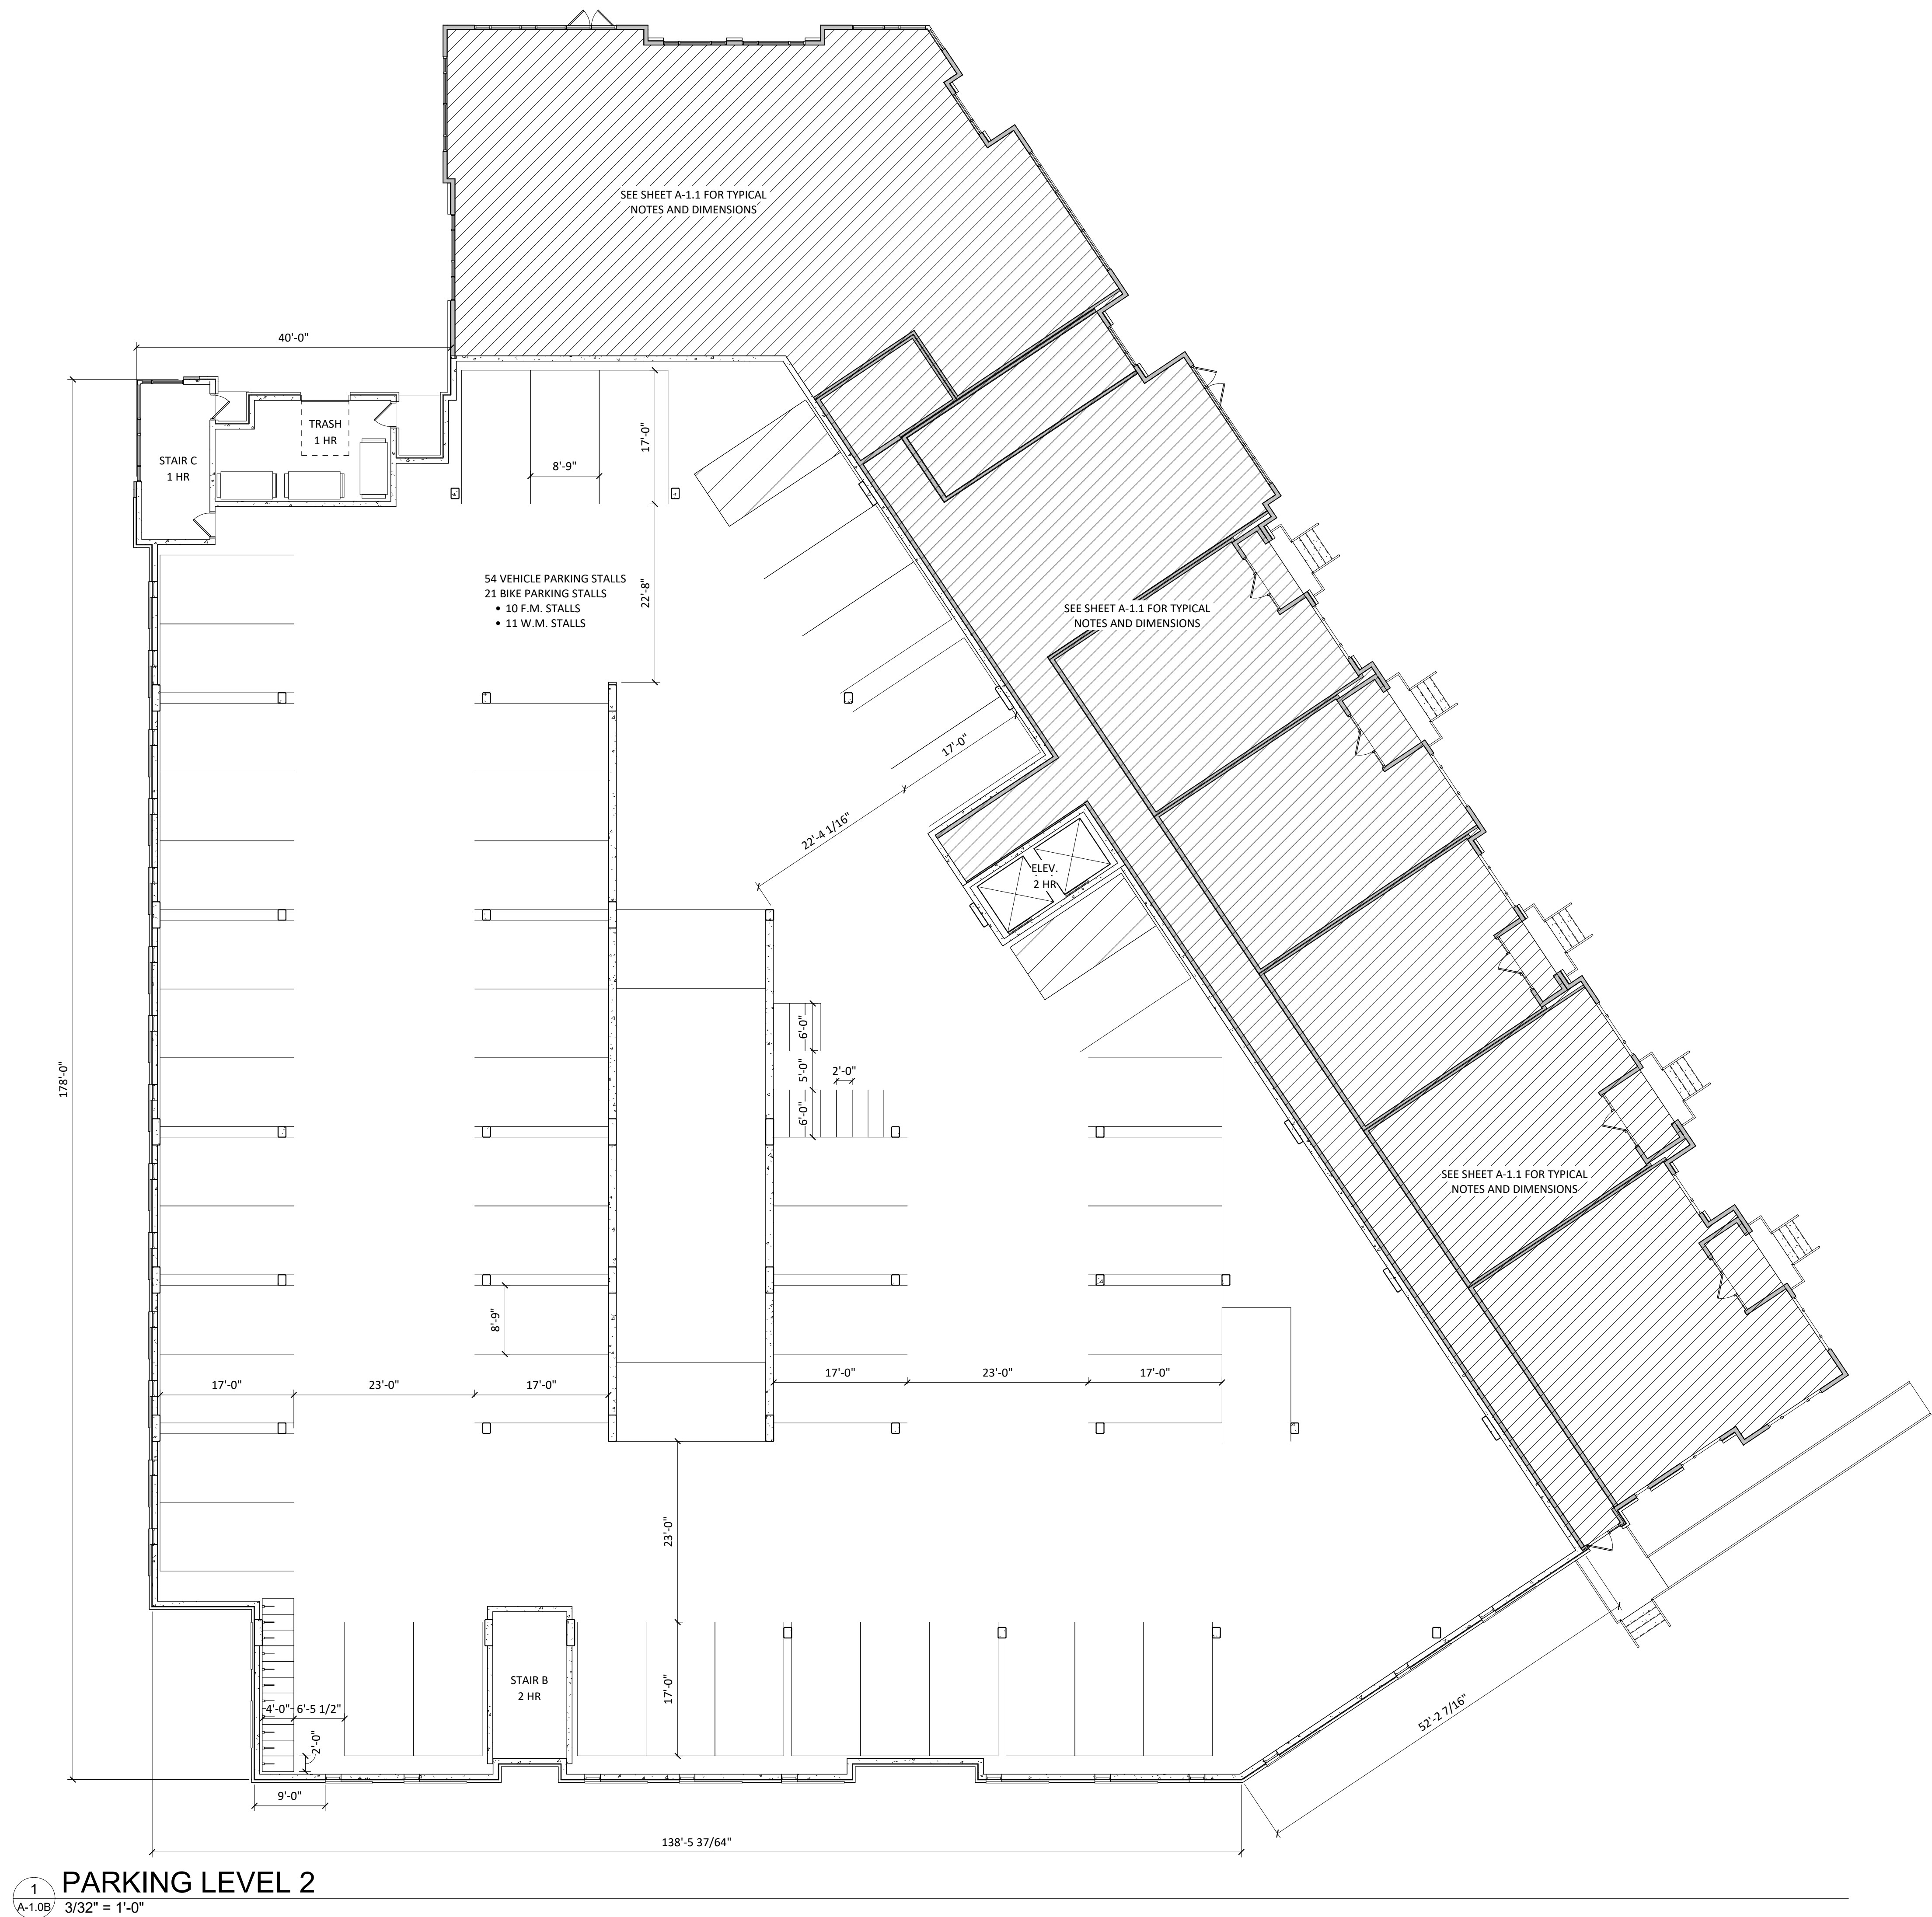 SEE SHEET A-1.1 FOR TYPICAL
NOTES AND DIMENSIONS
40'-0"
TRASH
1 HR
STAIR C
1 HR
17'-0"
8'-9"
54 VEHICLE PARKING STALLS
21 BIKE PARKING STALLS
• 10 F.M. STALLS
• 11 W.M. STALLS
22'-8"
SEE SHEET A-1.1 FOR TYPICAL
NOTES AND DIMENSIONS
17'-0"
22'-4 1/16"
ELEV.
2 HR
178'-0"
6'-0"
5'-0"
2'-0"
6'-0"
SEE SHEET A-1.1 FOR TYPICAL
NOTES AND DIMENSIONS
8'-9"
17'-0"
23'-0"
17'-0"
17'-0"
23'-0"
17'-0"
23'-0"
STAIR B
2 HR
17'-0"
4'-0"
6'-5 1/2"
2'-0"
52'-2 7/16"
9'-0"
138'-5 37/64"
1
A-1.0B
PARKING LEVEL 2
3/32" = 1'-0"